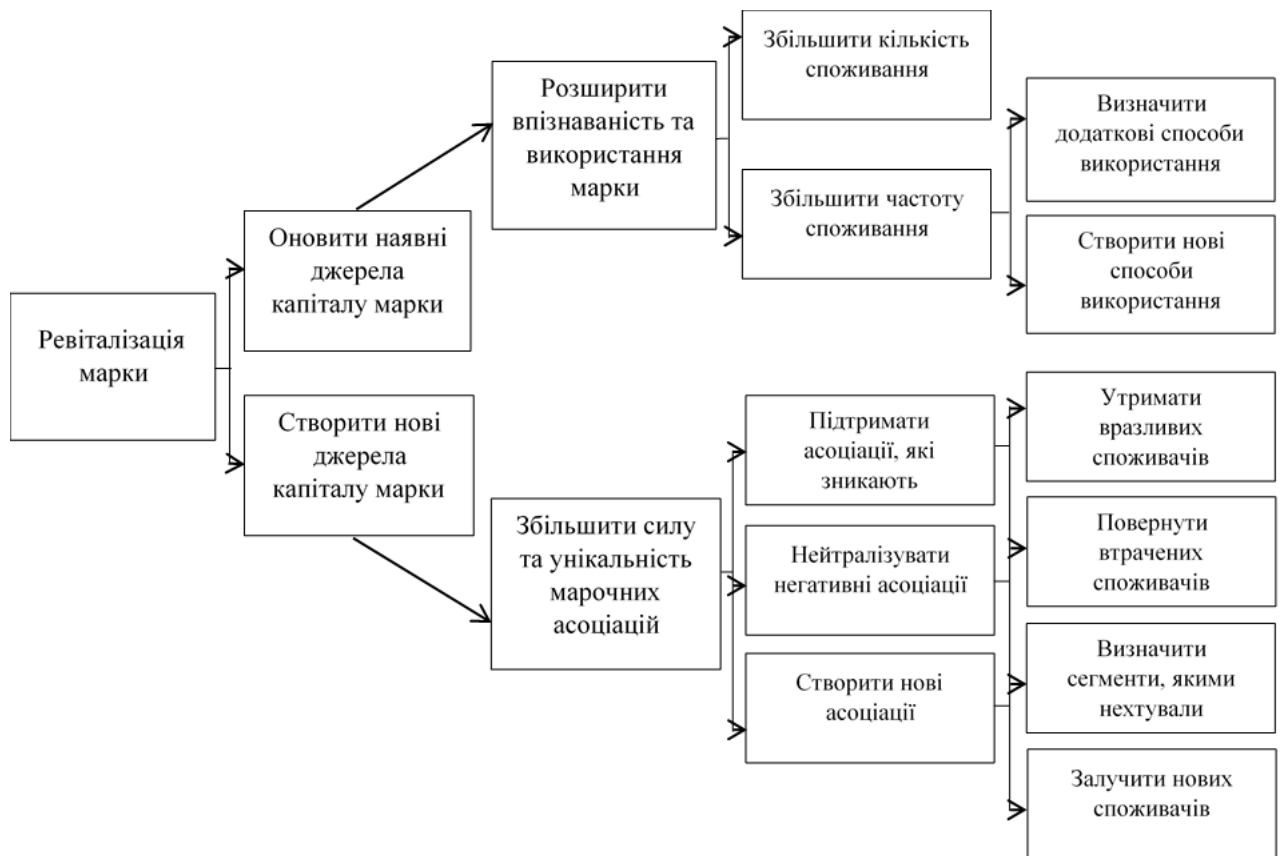 Ревіталізація
марки
Оновити наявні
джерела
капіталу марки
Створити нові
джерела
капіталу марки
Розширити
впізнаваність та
використання
марки
Збільшити силу
та унікальність
марочних
асоціацій
Збільшити кількість
споживання
Збільшити частоту
споживання
Підтримати
асоціації, які
зникають
Нейтралізувати
негативні асоціації
Створити нові
асоціації
Визначити
додаткові способи
використання
Створити нові
способи
використання
Утримати
вразливих
споживачів
Повернути
втрачених
споживачів
Визначити
сегменти, якими
нехтували
Залучити нових
споживачів